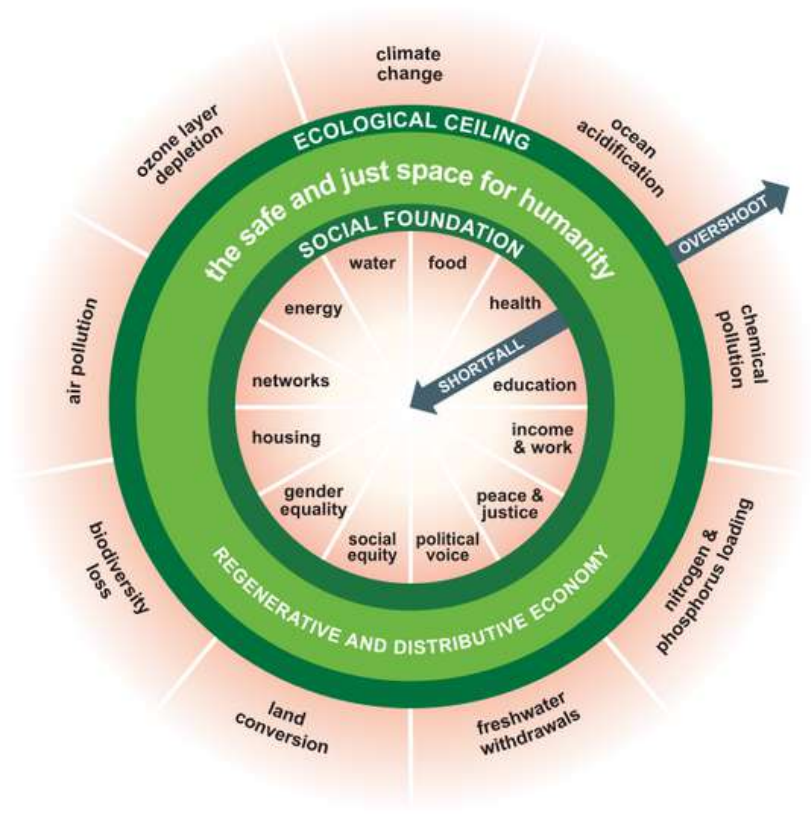 climate
change
ocean
acidification
chemical
pollution
nitrogen &
phosphorus loading
freshwater
withdrawals
land
conversion
biodiversity
loss
air pollution
ozone layer
depletion
ECOLOGICAL CEILING
the safe and just space for humanity
SOCIAL FOUNDATION
OVERSHOOT
SHORTFALL
water
food
health
education
income
& work
peace &
justice
political
voice
social
equity
gender
equality
housing
networks
energy
REGENERATIVE AND DISTRIBUTIVE ECONOMY